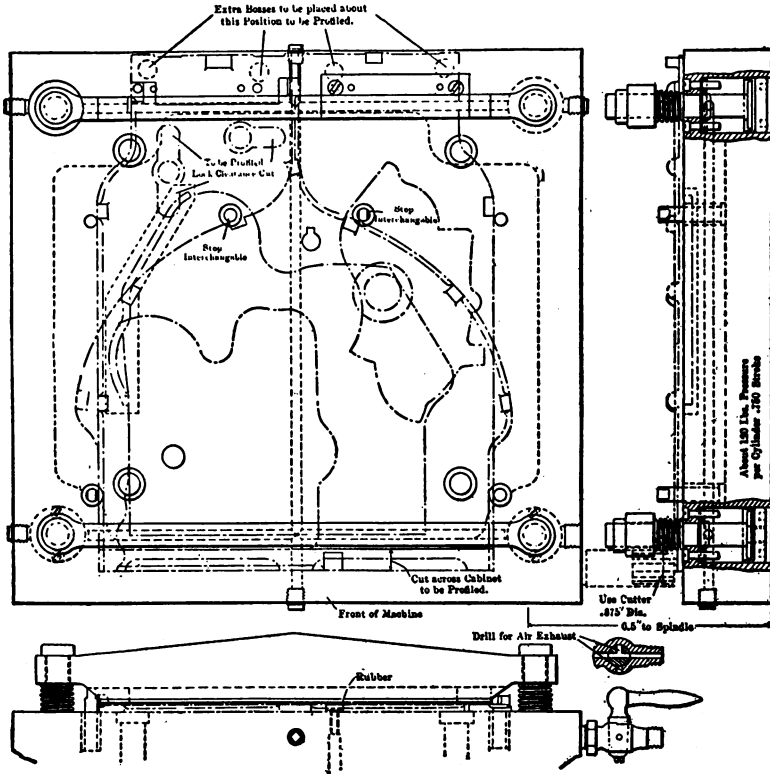 Extra Bosses to be placed about
this Position to be Profiled.
To be Profiled
Lock Clearance Cut
Stop
Interchangable
Stop
Interchangable
About 120 Lbs. Pressure
per Cylinder .750 Stroke
Cut across Cabinet
to be Profiled.
Front of Machine
Use Cutter
.875" Dia.
6.5" to Spindle
Drill for Air Exhaust
Rubber